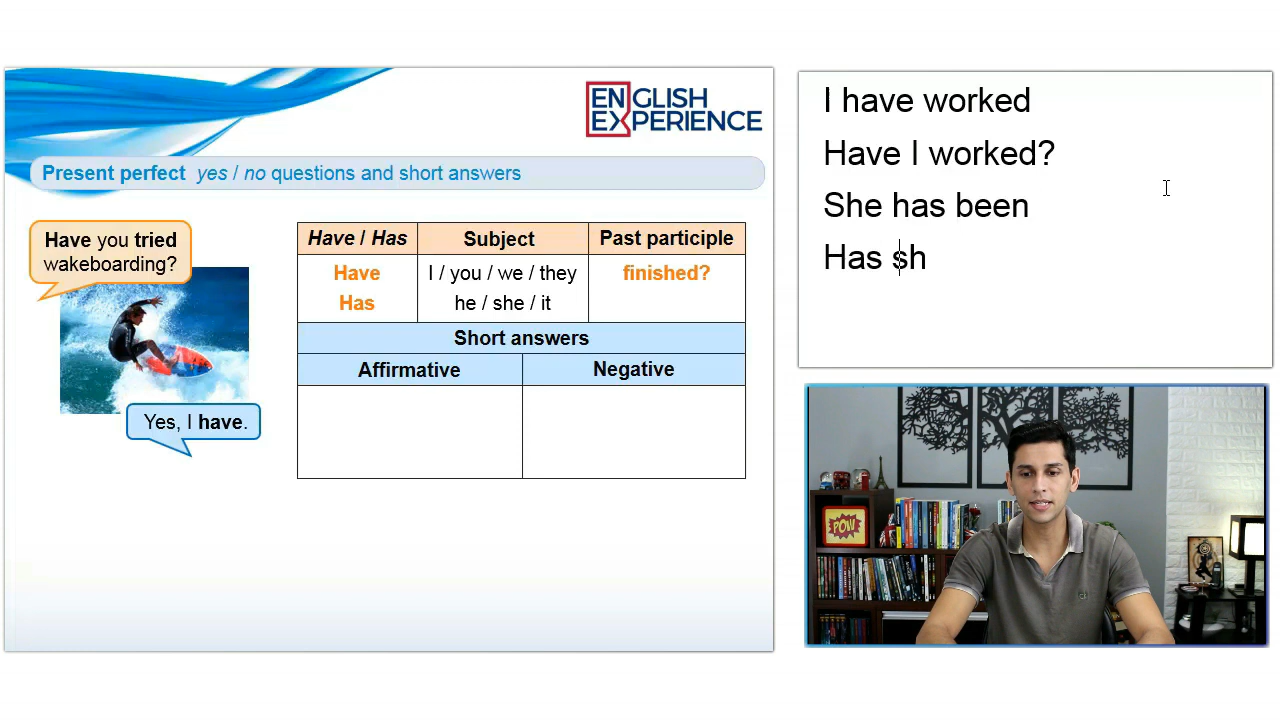 ENGLISH
EXPERIENCE
Present perfect yes / no questions and short answers
Have you tried
wakeboarding?
Yes, I have.
Have / Has Subject Past participle
Have I / you / we / they finished?
Has he / she / it
Short answers
Affirmative Negative
I have worked
Have I worked?
She has been
Has sh
POW